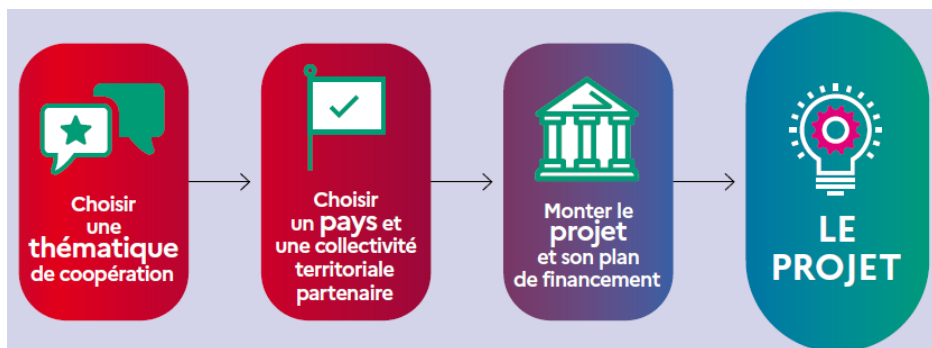 Choisir
une
thématique
de coopération
Choisir
un pays et
une collectivité
territoriale
partenaire
Monter le
projet
et son plan
de financement
LE
PROJET